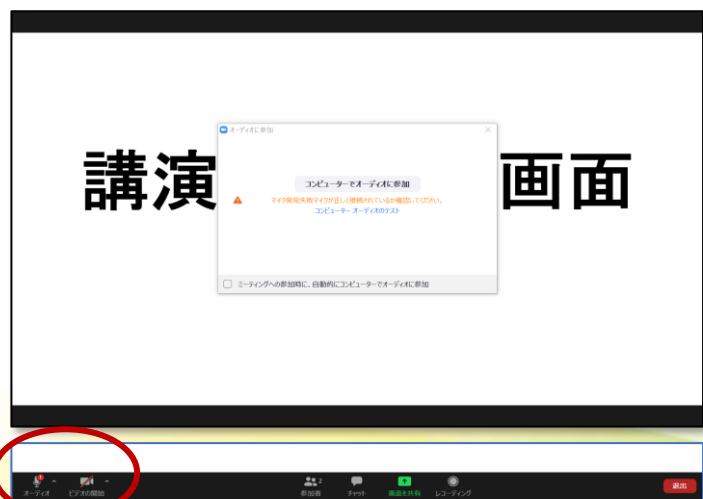 オーディオに参加
講演
画面
コンピューターでオーディオに参加
マイク発見失敗マイクが正しく接続されているか確認してください。
コンピューター オーディオのテスト
ミーティングへの参加時に、自動的にコンピューターでオーディオに参加
オーディオ
ビデオの開始
参加者 2
チャット
画面を共有
レコーディング
退出